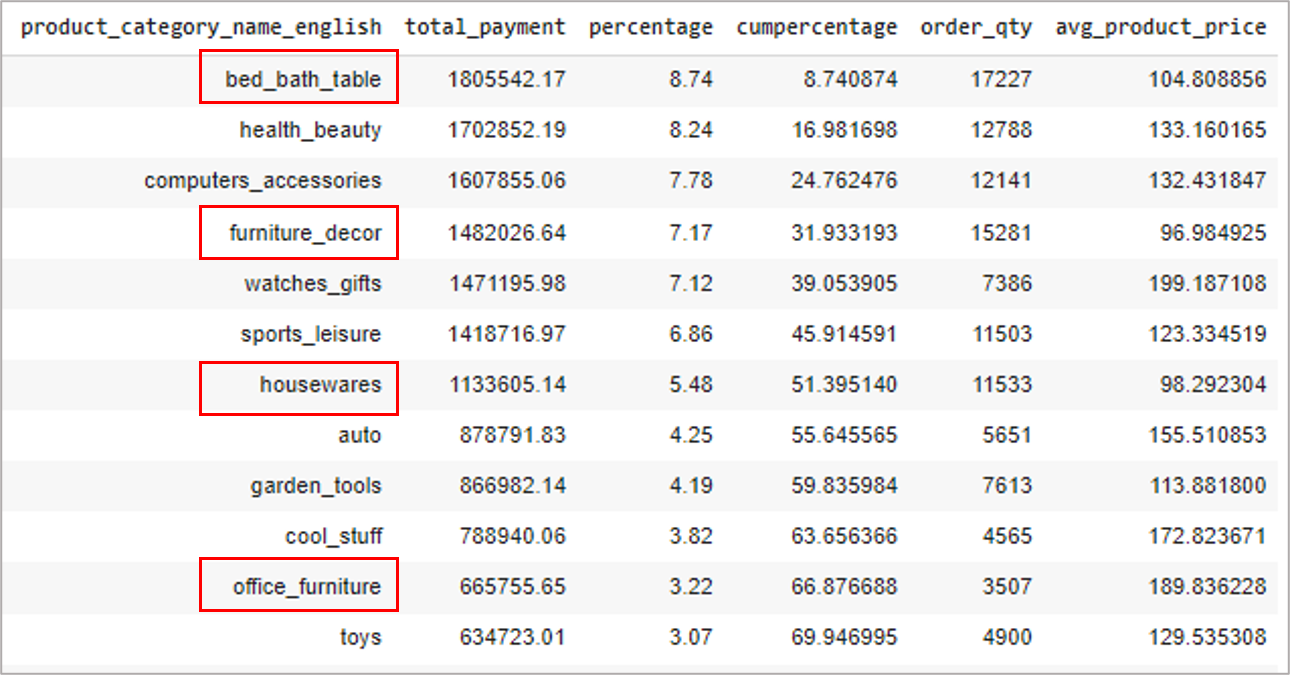 product_category_name_english total_payment percentage cumpercentage order_qty avg_product_price
bed_bath_table 1805542.17 8.74 8.740874 17227 104.808856
health_beauty 1702852.19 8.24 16.981698 12788 133.160165
computers_accessories 1607855.06 7.78 24.762476 12141 132.431847
furniture_decor 1482026.64 7.17 31.933193 15281 96.984925
watches_gifts 1471195.98 7.12 39.053905 7386 199.187108
sports_leisure 1418716.97 6.86 45.914591 11503 123.334519
housewares 1133605.14 5.48 51.395140 11533 98.292304
auto 878791.83 4.25 55.645565 5651 155.510853
garden_tools 866982.14 4.19 59.835984 7613 113.881800
cool_stuff 788940.06 3.82 63.656366 4565 172.823671
office_furniture 665755.65 3.22 66.876688 3507 189.836228
toys 634723.01 3.07 69.946995 4900 129.535308